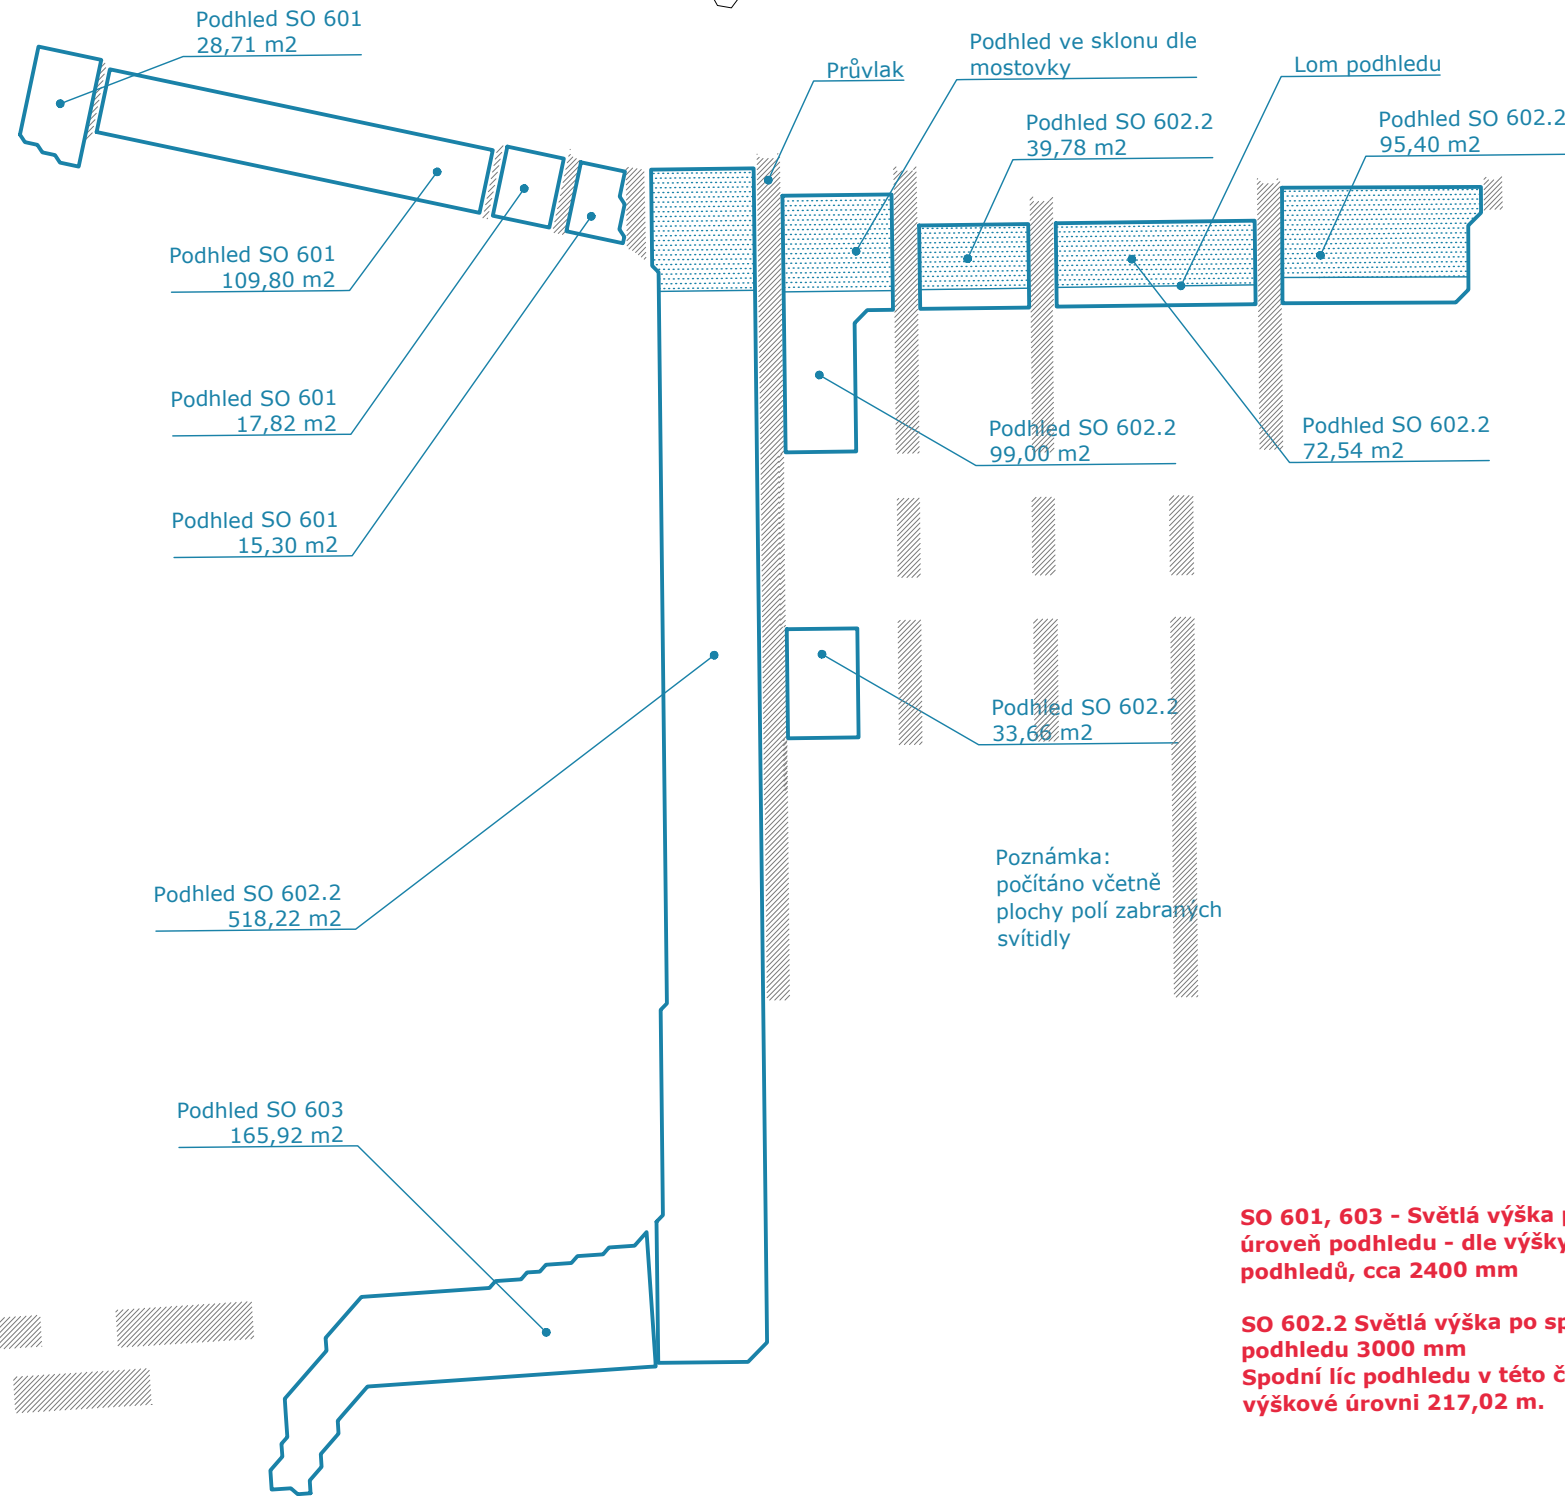 Podhled SO 601
28,71 m2
Podhled ve sklonu dle
mostovky
Průvlak
Lom podhledu
Podhled SO 602.2
39,78 m2
Podhled SO 602.2
95,40 m2
Podhled SO 601
109,80 m2
Podhled SO 601
17,82 m2
Podhled SO 602.2
99,00 m2
Podhled SO 602.2
72,54 m2
Podhled SO 601
15,30 m2
Podhled SO 602.2
33,66 m2
Poznámka:
počítáno včetně
plochy polí zabraných
svítidly
Podhled SO 602.2
518,22 m2
Podhled SO 603
165,92 m2
SO 601, 603 - Světlá výška
úroveň podhledu - dle výšky
podhledů, cca 2400 mm
SO 602.2 Světlá výška po
podhledu 3000 mm
Spodní líc podhledu v této
výškové úrovni 217,02 m.